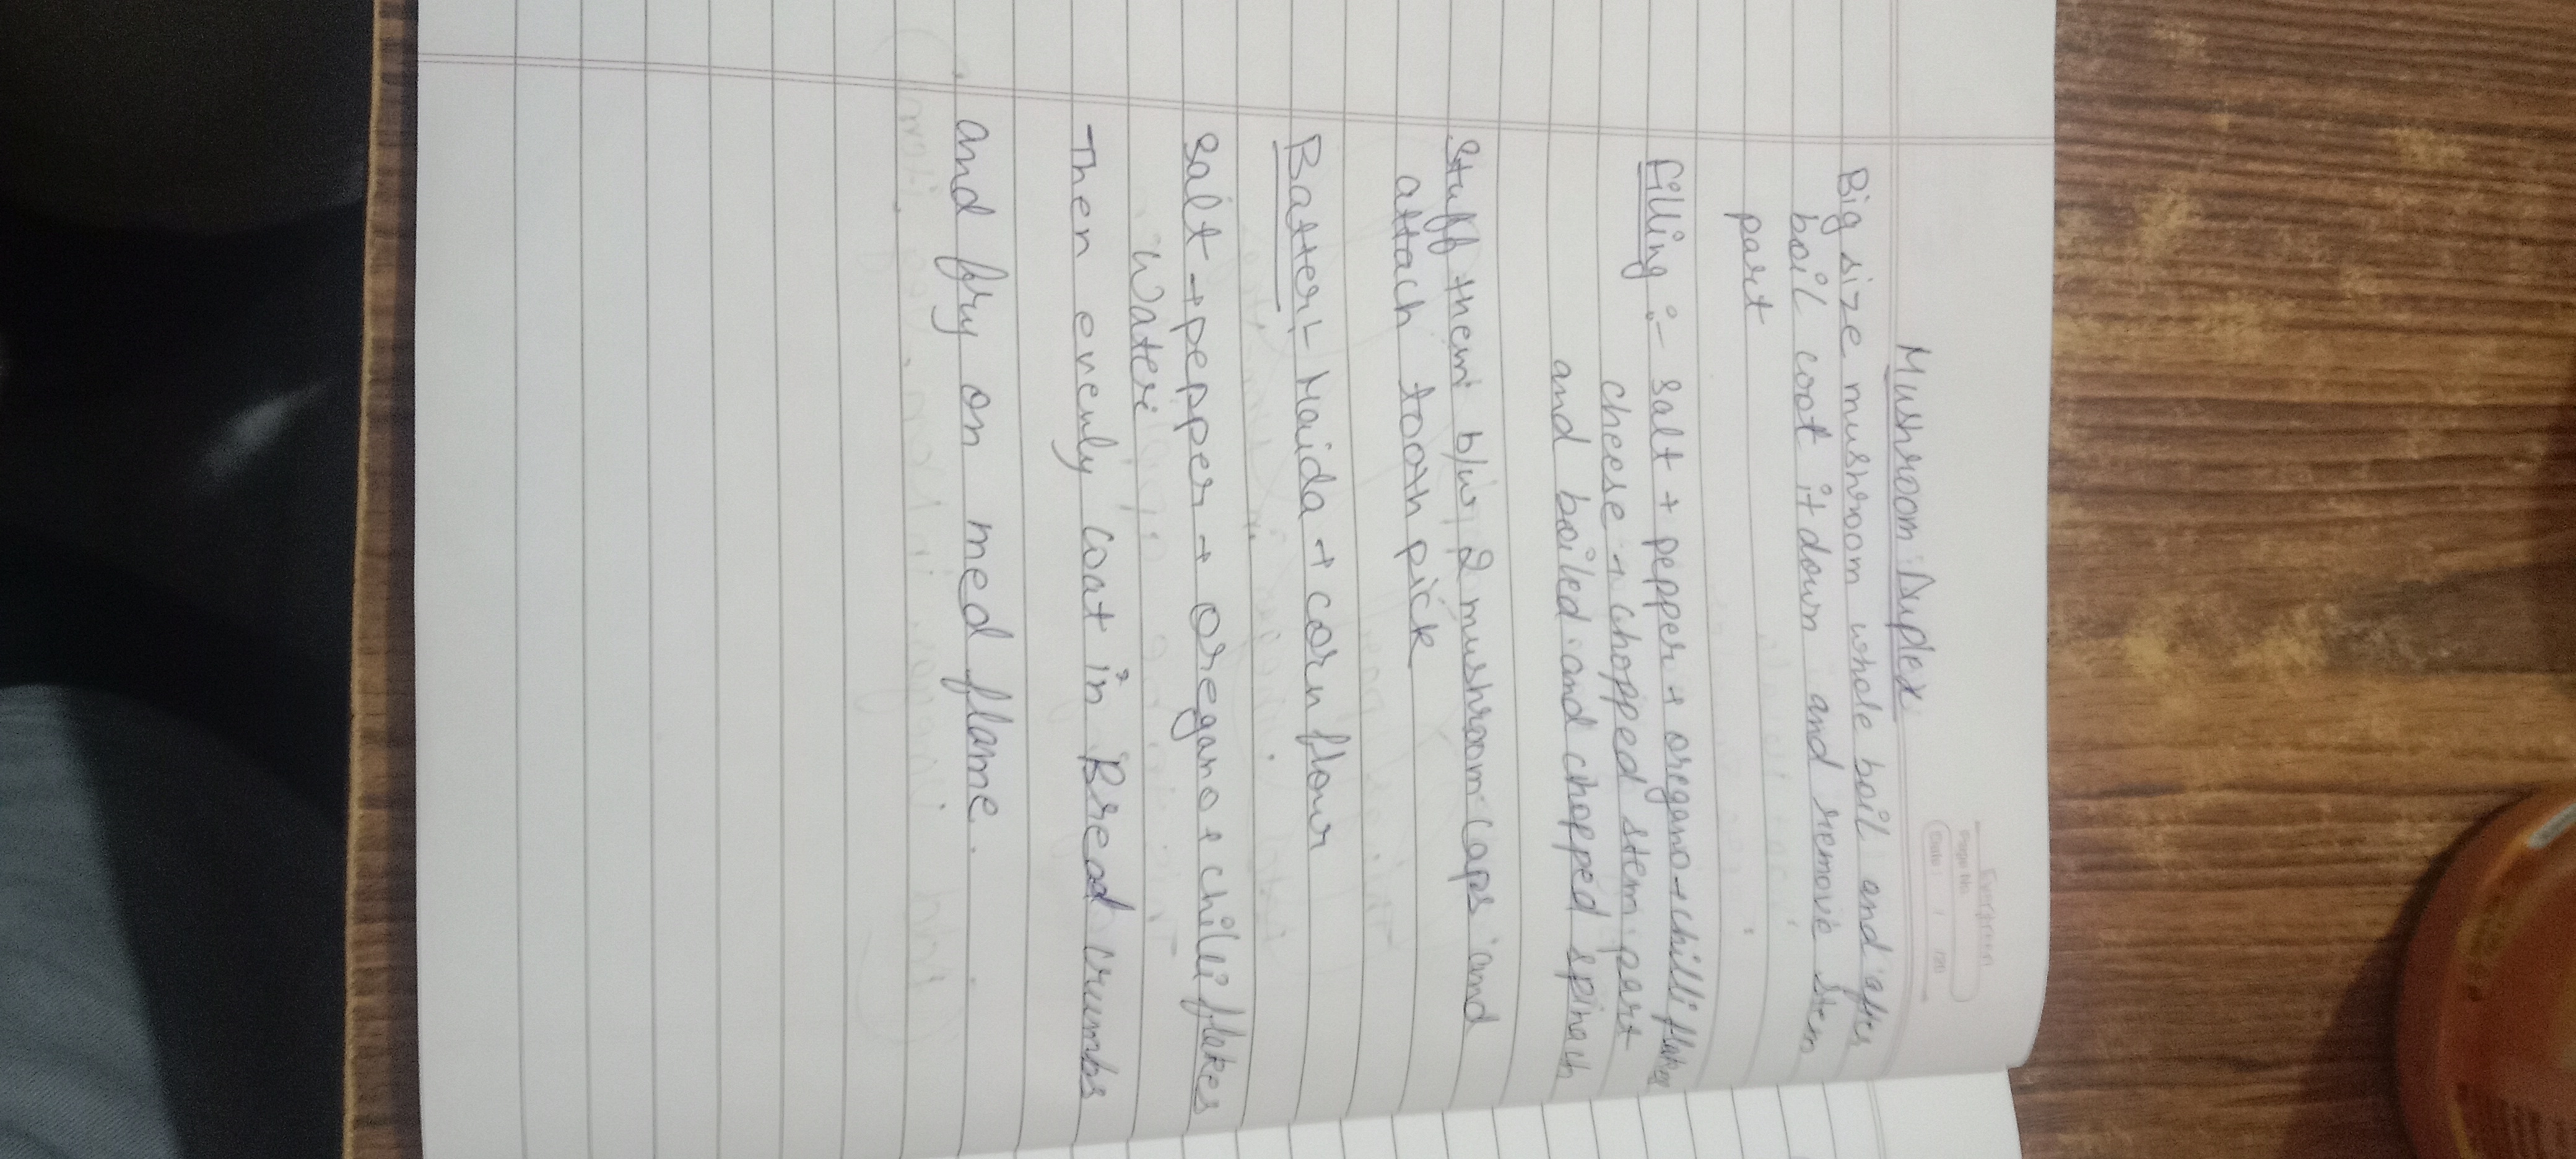 Evergreen
Page No.
Date : / /20
Mushroom Duplex
Big size mushroom whole boil and after
boil coot it down and remove stem
part
filling :- salt + pepper + oregano + chilli flakes
cheese + chopped stem part
and boiled and chopped spinach
Stuff them b/w 2 mushroom caps and
attach tooth pick
Batter:- Maida + corn flour
Salt + pepper + oregano + chilli flakes
Water
Then evenly coat in Bread crumbs
and fry on med flame.